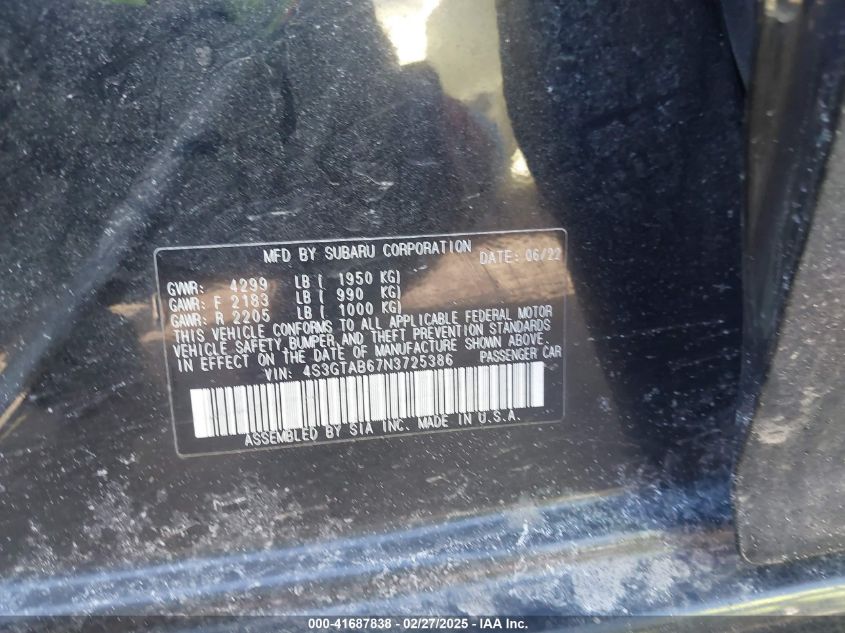 MFD BY SUBARU CORPORATION DATE: 06/22
GVWR: 4299 LB ( 1950 KG)
GAWR: F 2183 LB ( 990 KG)
GAWR: R 2205 LB ( 1000 KG)
THIS VEHICLE CONFORMS TO ALL APPLICABLE FEDERAL MOTOR
VEHICLE SAFETY, BUMPER, AND THEFT PREVENTION STANDARDS
IN EFFECT ON THE DATE OF MANUFACTURE SHOWN ABOVE.
VIN: 4S3GTAB67N3725386 PASSENGER CAR
ASSEMBLED BY SIA INC. MADE IN U.S.A.
000-41687838 - 02/27/2025 - IAA Inc.